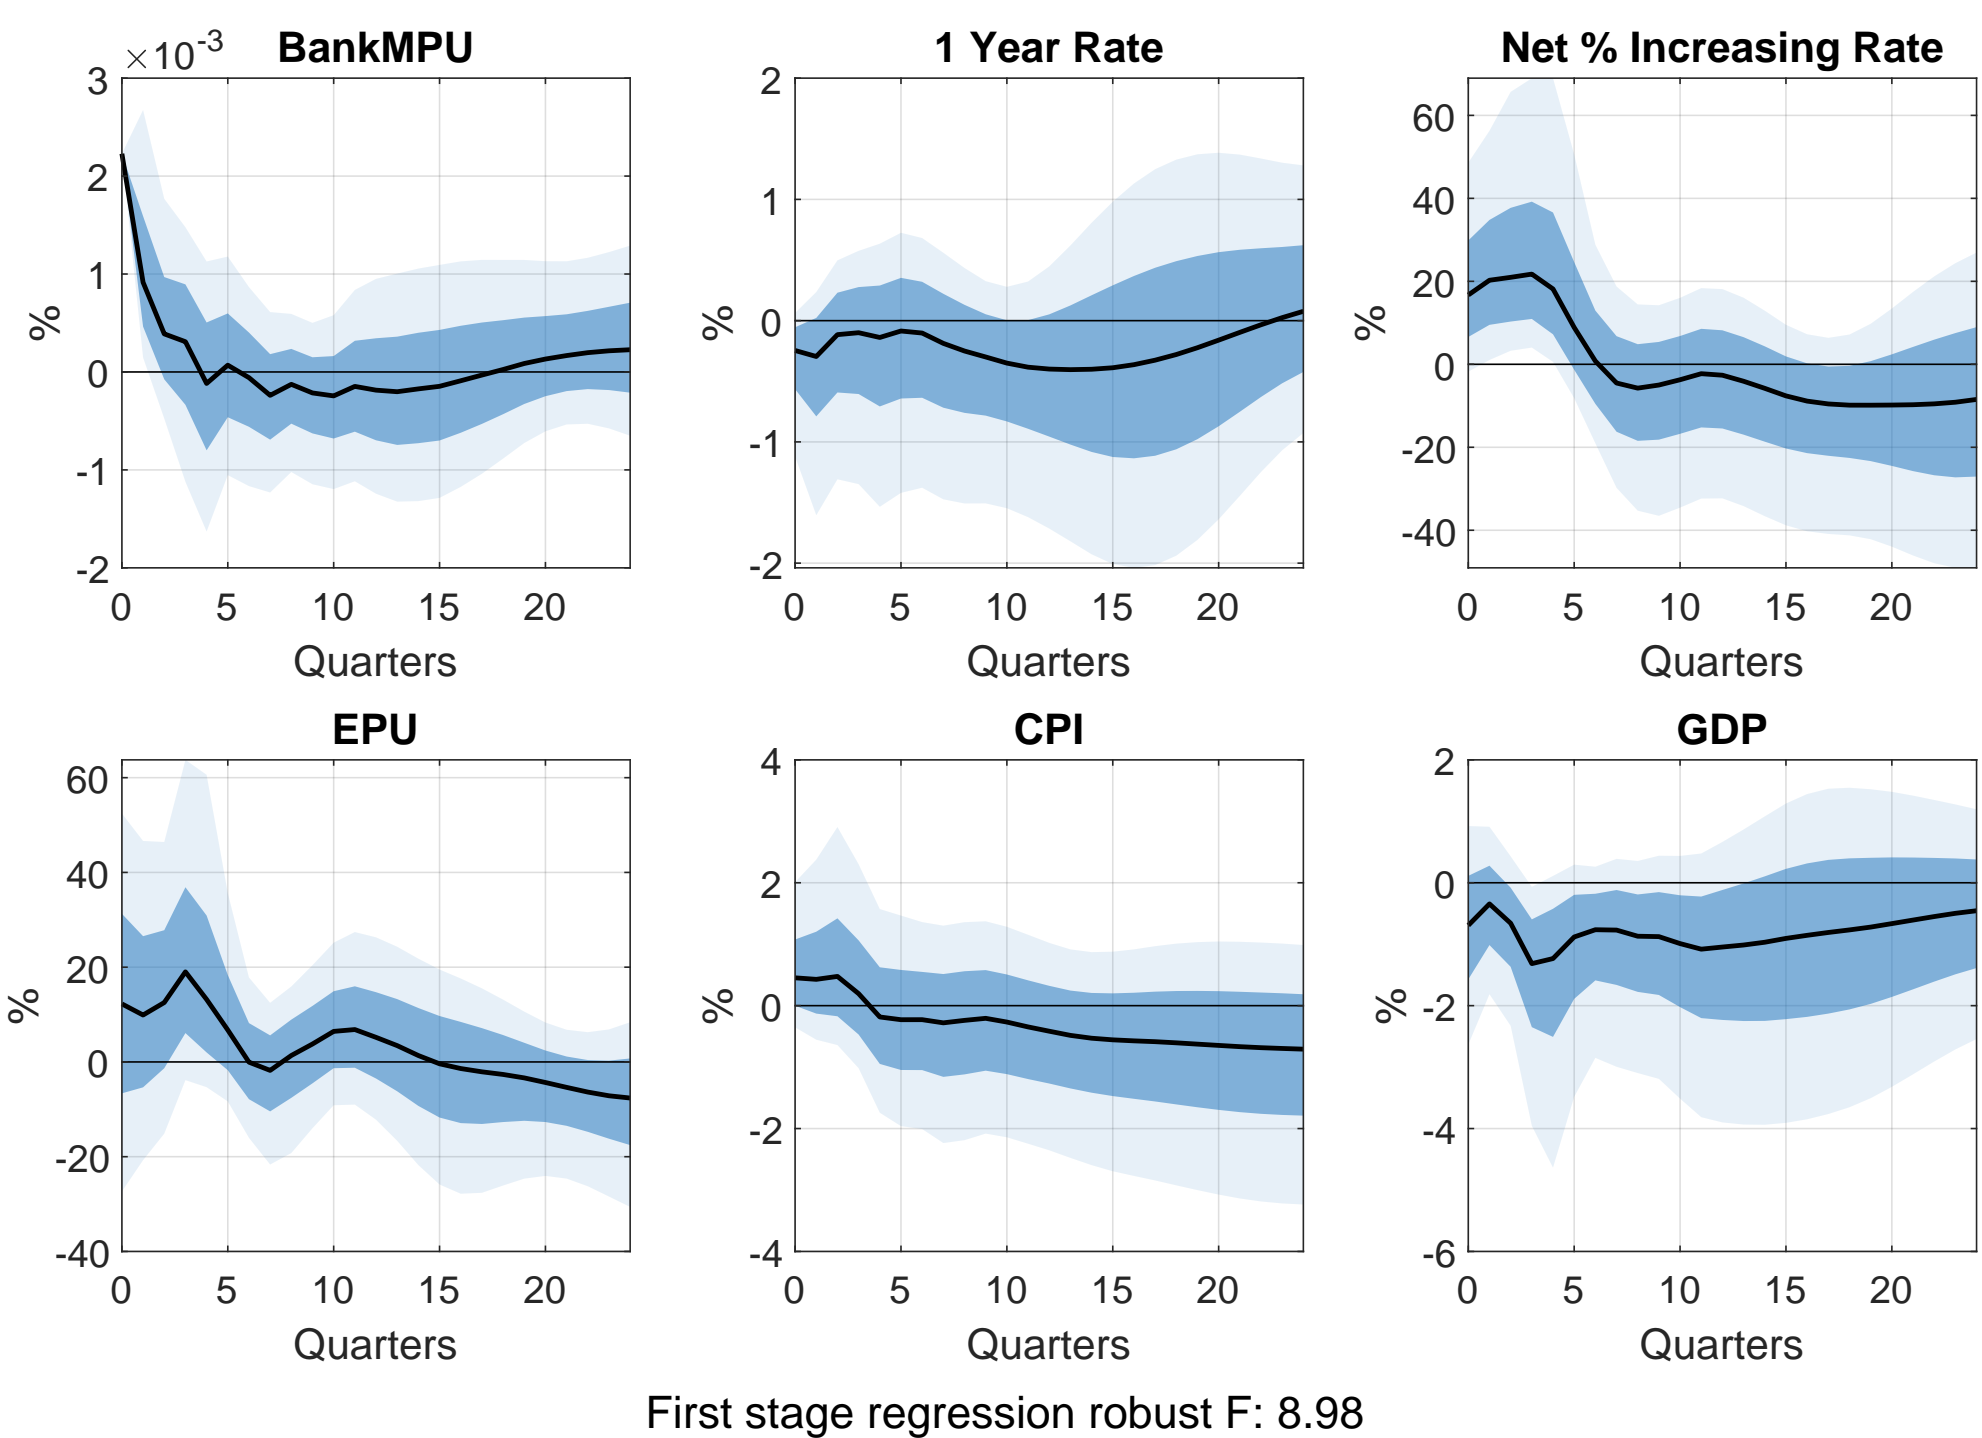 ×10-3
BankMPU
3
2
1
0
-1
-2
%
0 5 10 15 20
Quarters
1 Year Rate
2
1
0
-1
-2
%
0 5 10 15 20
Quarters
Net % Increasing Rate
60
40
20
0
-20
-40
%
0 5 10 15 20
Quarters
EPU
60
40
20
0
-20
-40
%
0 5 10 15 20
Quarters
CPI
4
2
0
-2
-4
%
0 5 10 15 20
Quarters
GDP
2
0
-2
-4
-6
%
0 5 10 15 20
Quarters
First stage regression robust F: 8.98